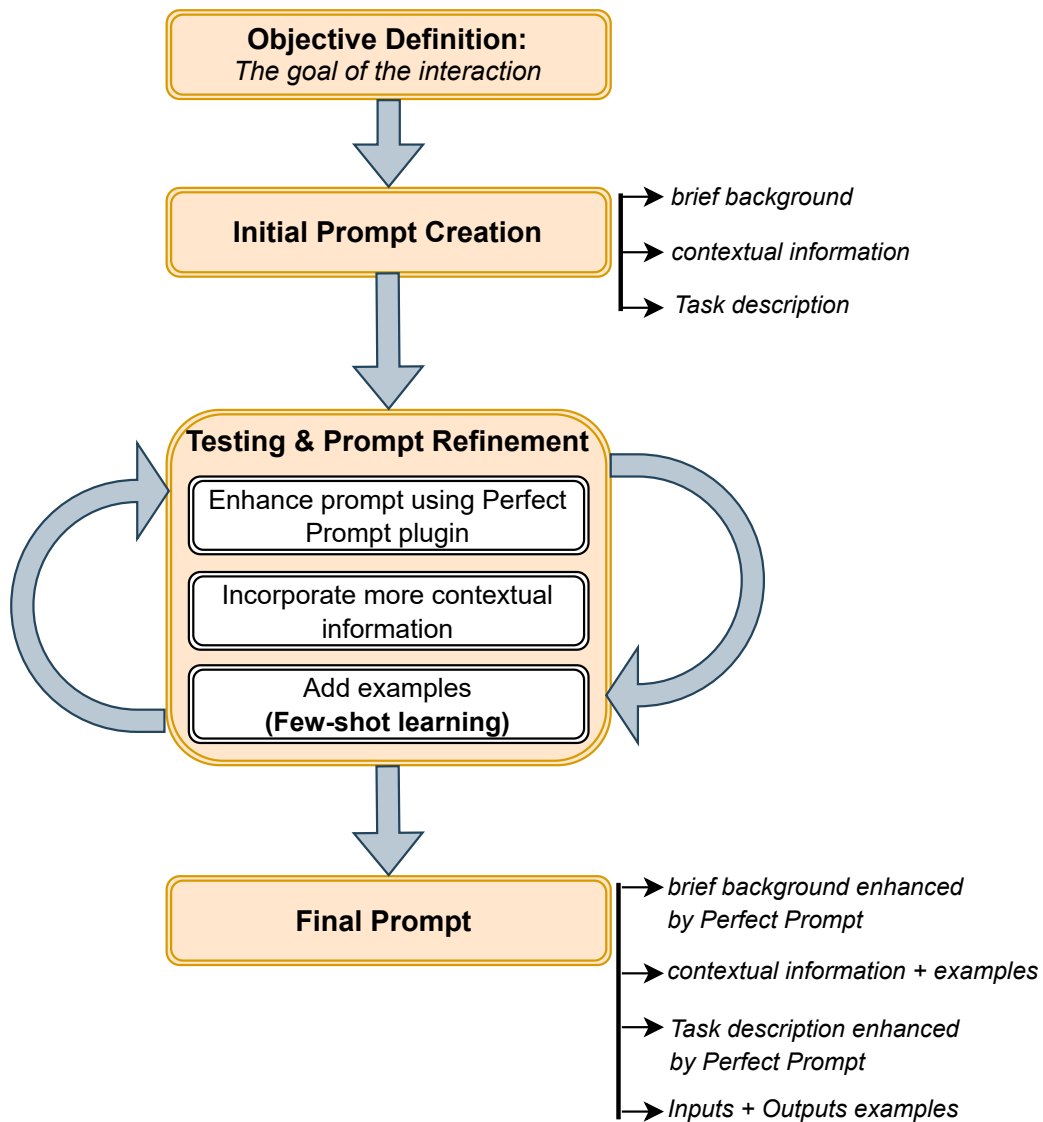 Objective Definition:
The goal of the interaction
Initial Prompt Creation
brief background
contextual information
Task description
Testing & Prompt Refinement
Enhance prompt using Perfect
Prompt plugin
Incorporate more contextual
information
Add examples
(Few-shot learning)
Final Prompt
brief background enhanced
by Perfect Prompt
contextual information + examples
Task description enhanced
by Perfect Prompt
Inputs + Outputs examples